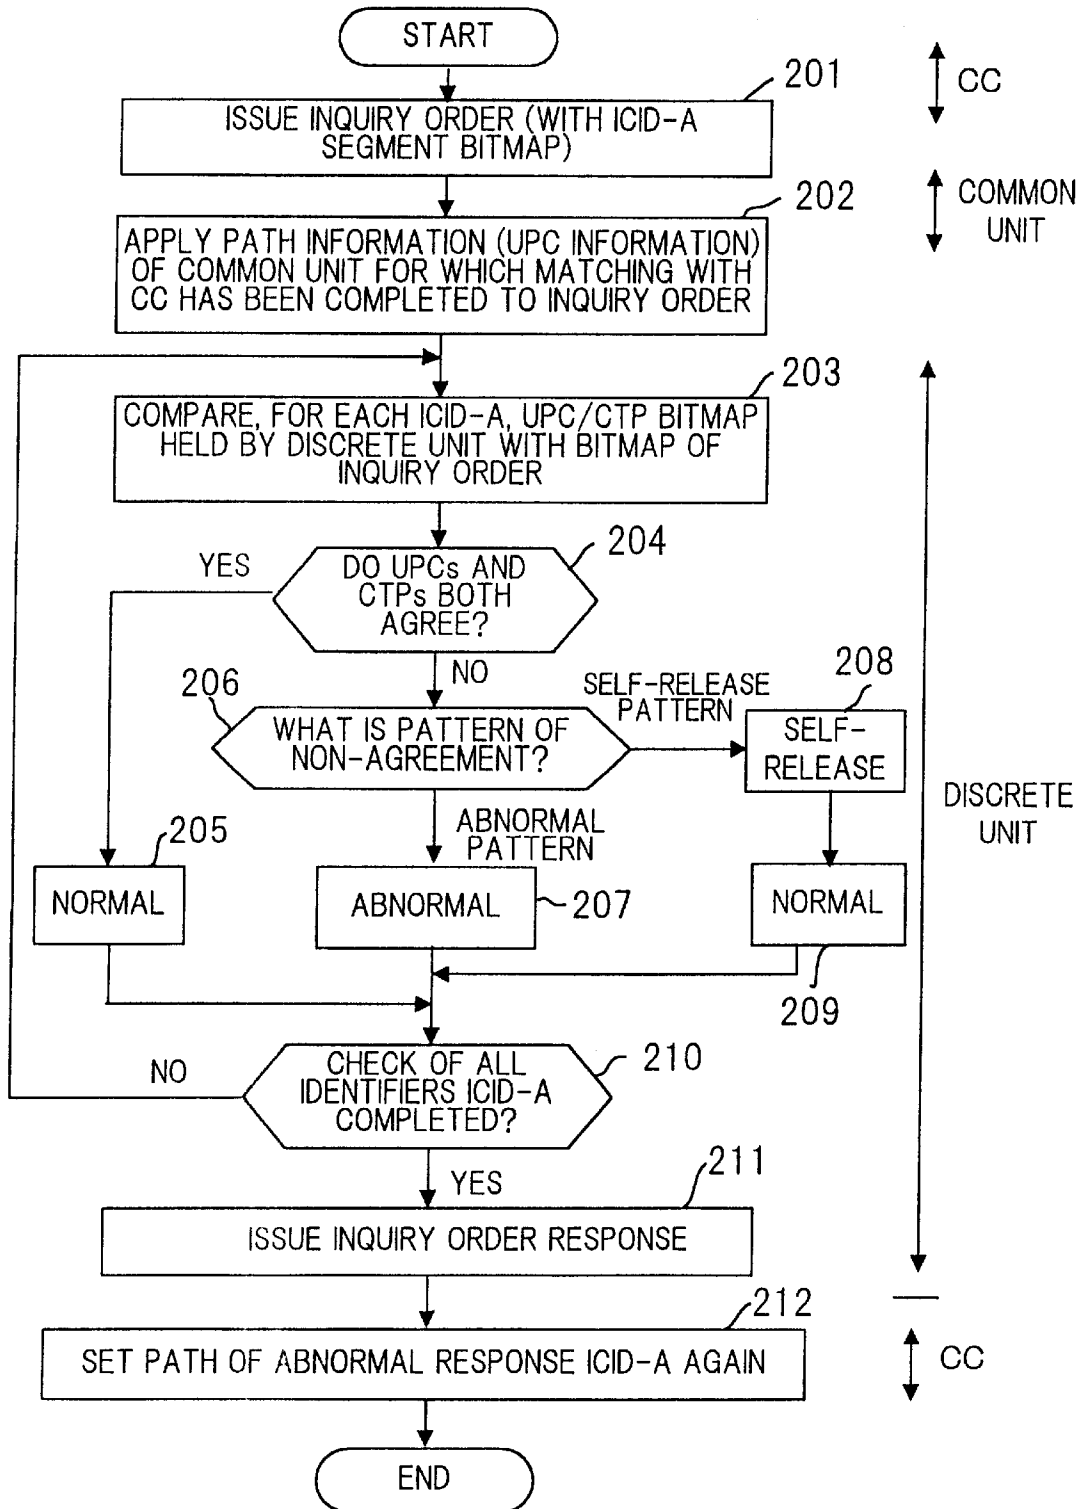 START
CC
201
ISSUE INQUIRY ORDER (WITH ICID-A
SEGMENT BITMAP)
202
COMMON
UNIT
APPLY PATH INFORMATION (UPC INFORMATION)
OF COMMON UNIT FOR WHICH MATCHING WITH
CC HAS BEEN COMPLETED TO INQUIRY ORDER
203
COMPARE, FOR EACH ICID-A, UPC/CTP BITMAP
HELD BY DISCRETE UNIT WITH BITMAP OF
INQUIRY ORDER
204
YES
DO UPCs AND
CTPs BOTH
AGREE?
NO
206
SELF-RELEASE
PATTERN
208
WHAT IS PATTERN OF
NON-AGREEMENT?
SELF-
RELEASE
DISCRETE
UNIT
ABNORMAL
PATTERN
205
NORMAL
ABNORMAL
207
NORMAL
209
NO
CHECK OF ALL
IDENTIFIERS ICID-A
COMPLETED?
210
YES
211
ISSUE INQUIRY ORDER RESPONSE
212
SET PATH OF ABNORMAL RESPONSE ICID-A AGAIN
CC
END